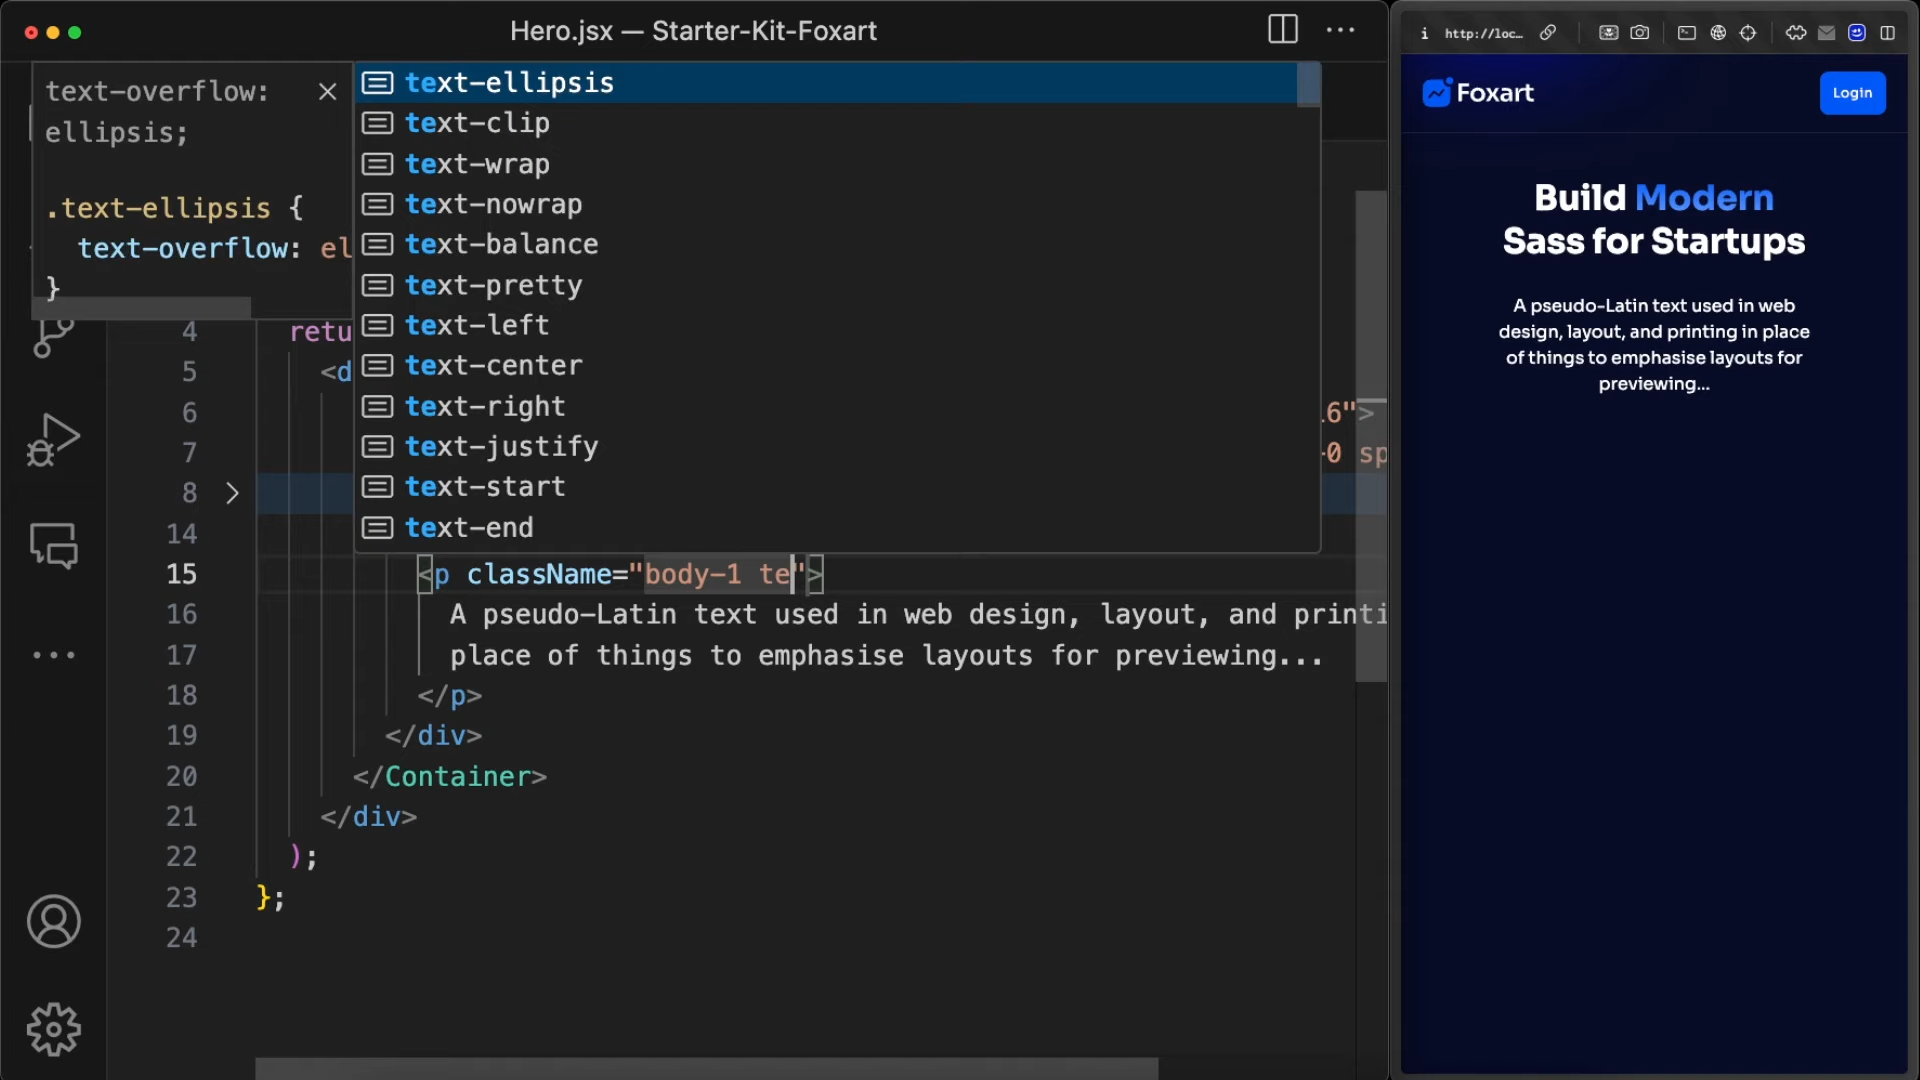 Hero.jsx — Starter-Kit-Foxart
text-overflow:
ellipsis;
.text-ellipsis {
text-overflow: el
}
text-ellipsis
text-clip
text-wrap
text-nowrap
text-balance
text-pretty
text-left
text-center
text-right
text-justify
text-start
text-end
4 retu
5 <d
6 .6">
7 -0 sp
8
14
15 <p className="body-1 te">
16 A pseudo-Latin text used in web design, layout, and printi
17 place of things to emphasise layouts for previewing...
18 </p>
19 </div>
20 </Container>
21 </div>
22 );
23 };
24
http://loc…
Foxart
Login
Build Modern
Sass for Startups
A pseudo-Latin text used in web
design, layout, and printing in place
of things to emphasise layouts for
previewing...